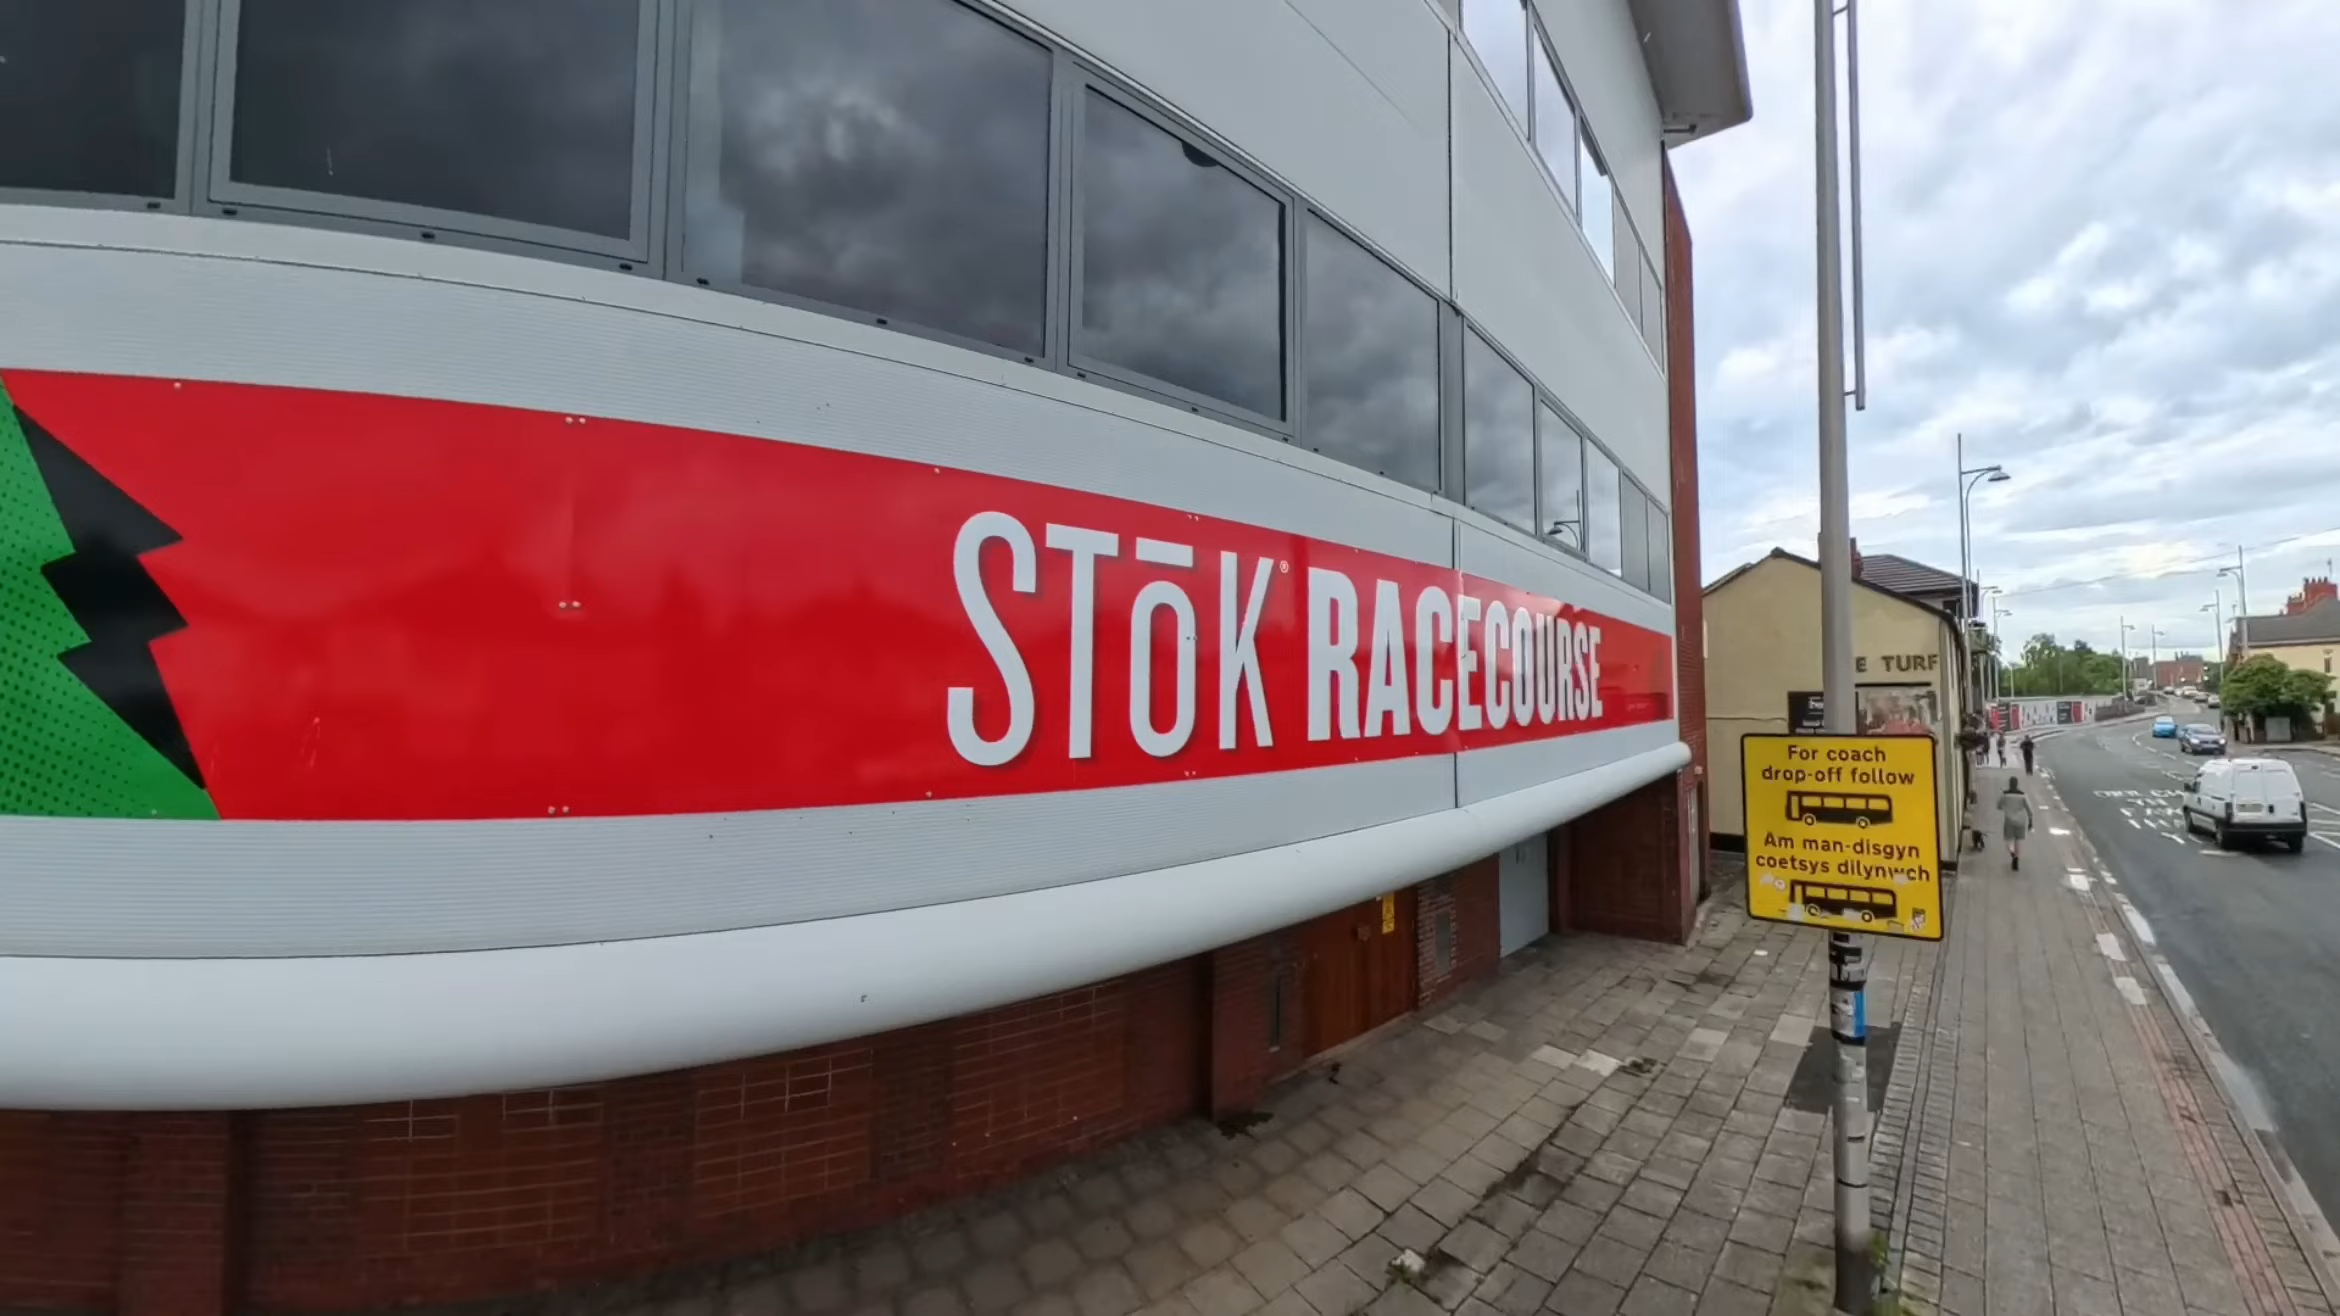 STōK® RACECOURSE
E TURF
For coach
drop-off follow
Am man-disgyn
coetsys dilynwch